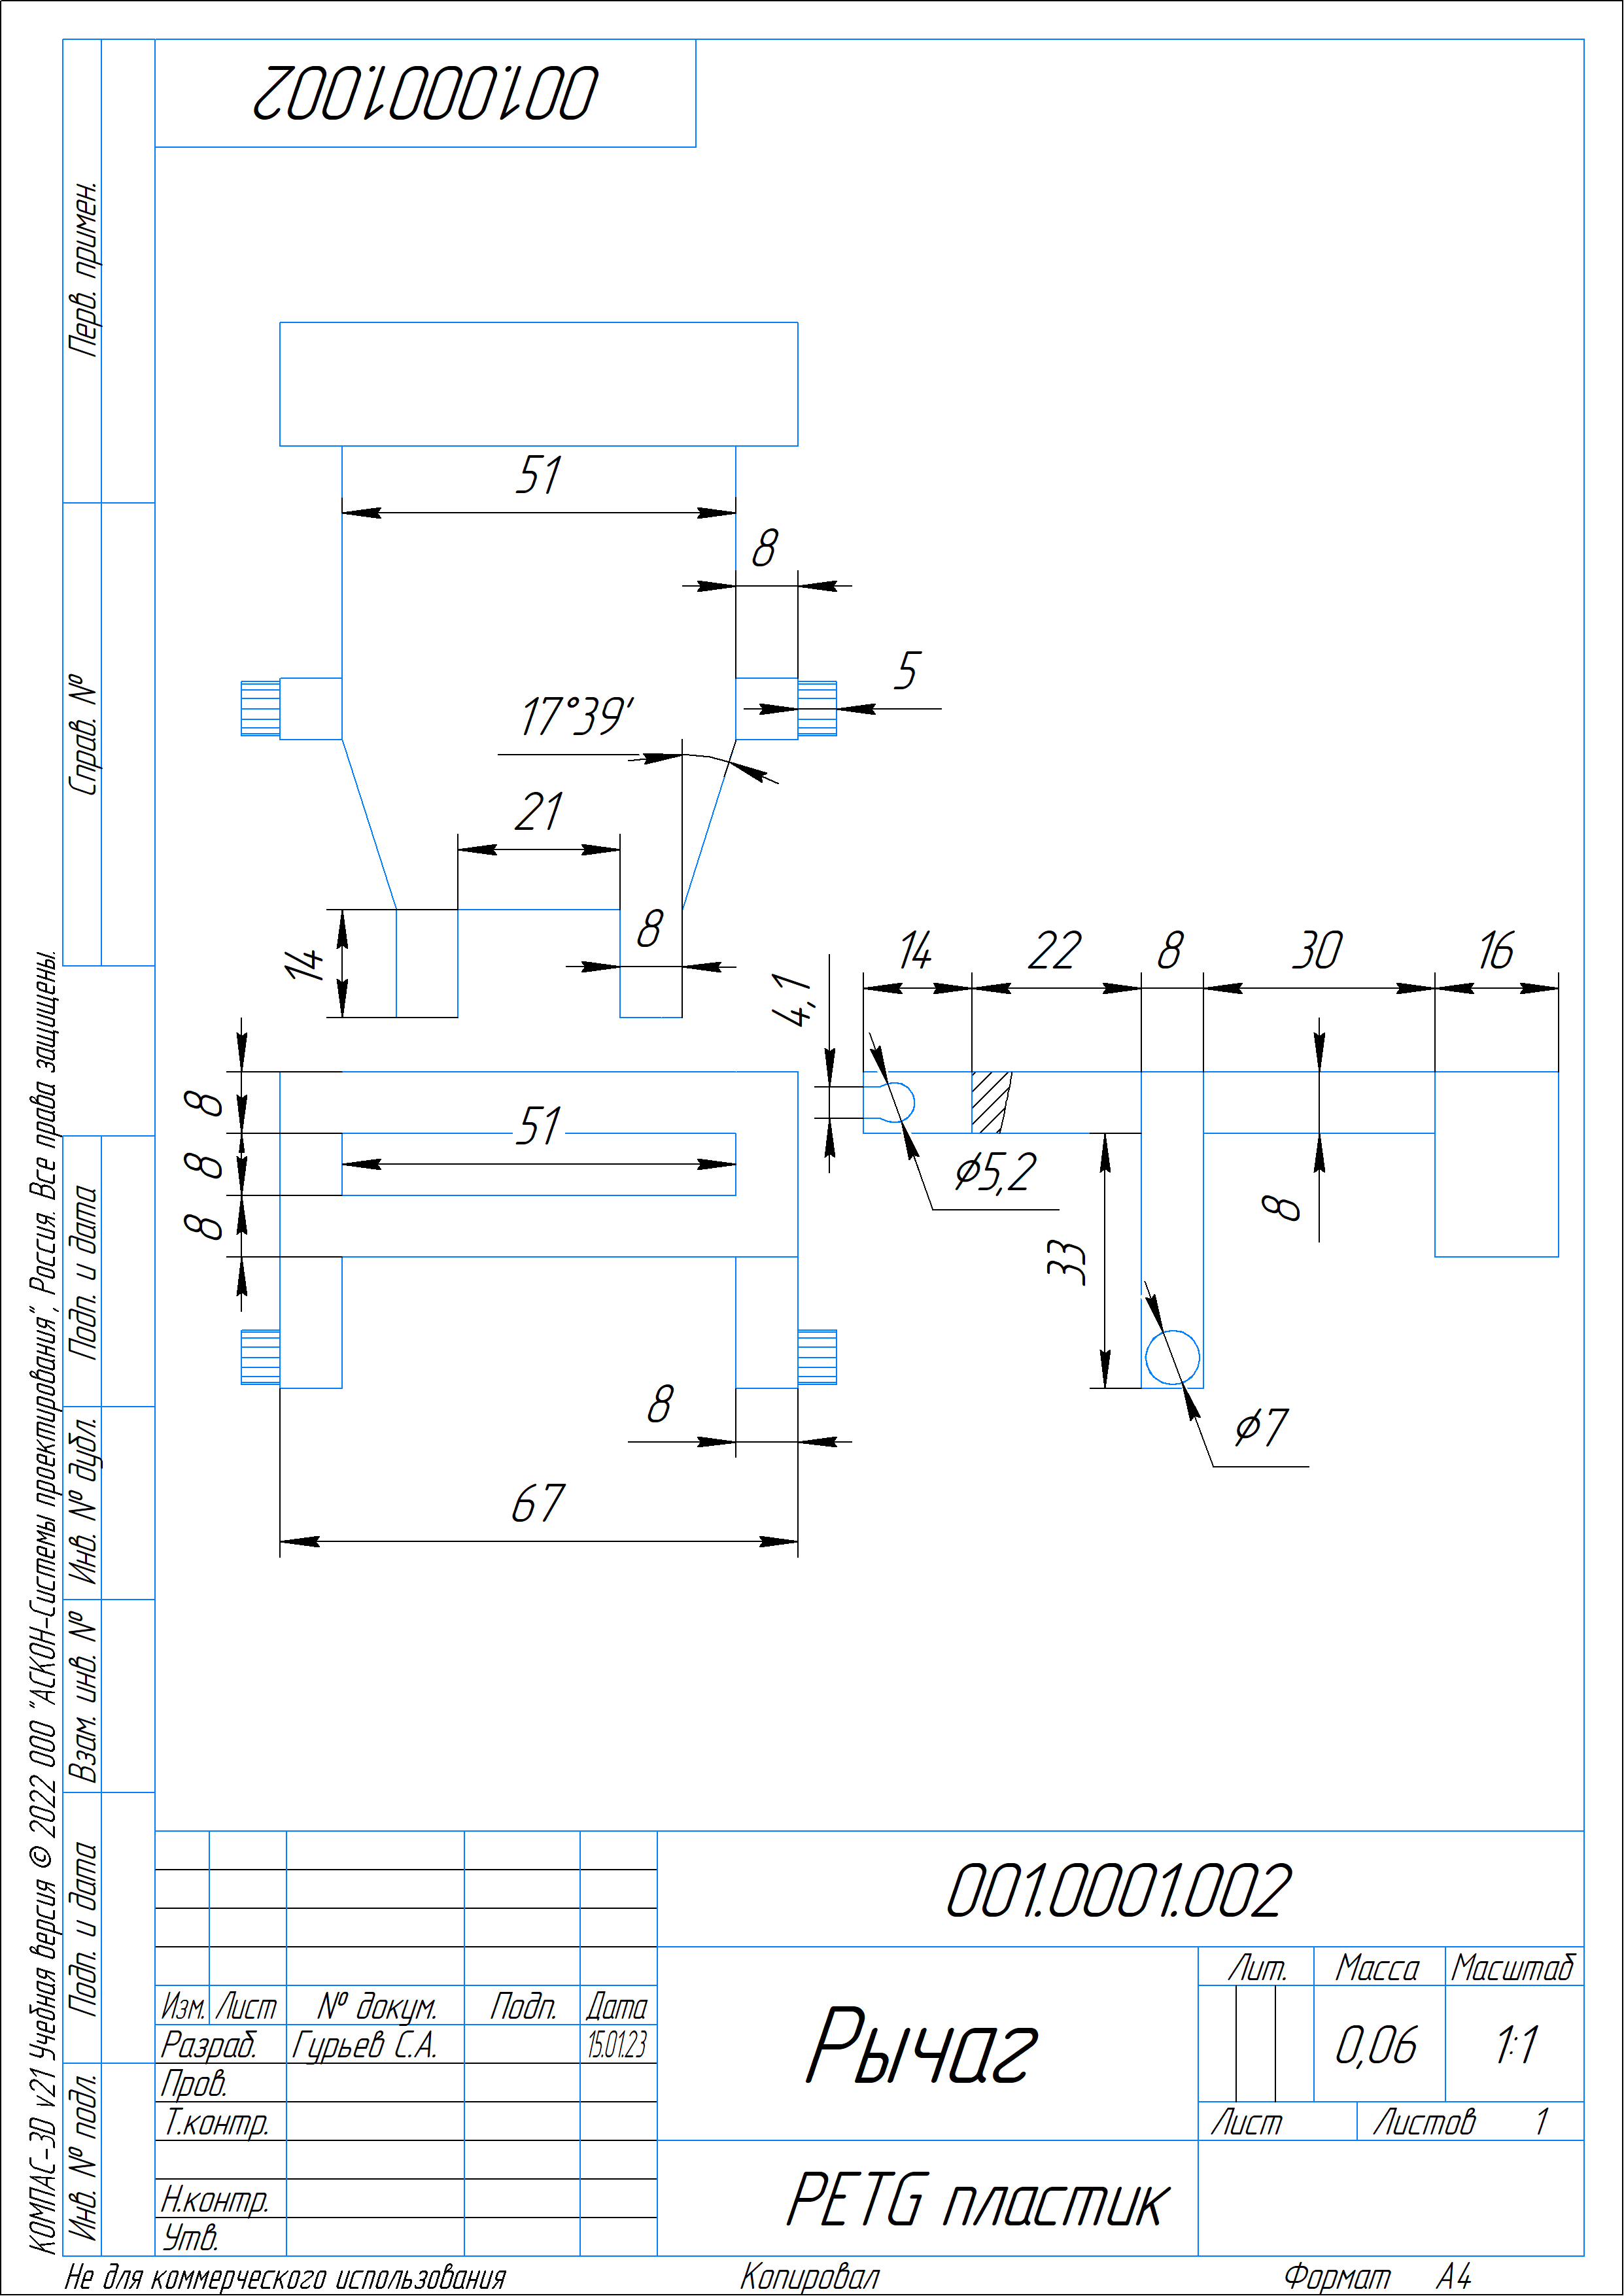 001.0001.002
Перв. примен.
Справ. №
Подп. и дата
Инв. № дубл.
Взам. инв. №
Подп. и дата
Инв. № подл.
КОМПАС-3D v21 Учебная версия © 2022 ООО "АСКОН-Системы проектирования", Россия. Все права защищены.
51
8
5
17°39'
21
8
14
14
22
8
30
16
4,1
8
51
8
8
⌀5,2
8
33
8
⌀7
67
001.0001.002
Лит. Масса Масштаб
Изм. Лист № докум. Подп. Дата
Разраб. Гурьев С.А. 15.01.23
Рычаг
0,06 1:1
Пров.
Т.контр.
Лист Листов 1
Н.контр.
PETG пластик
Утв.
Не для коммерческого использования Копировал Формат А4